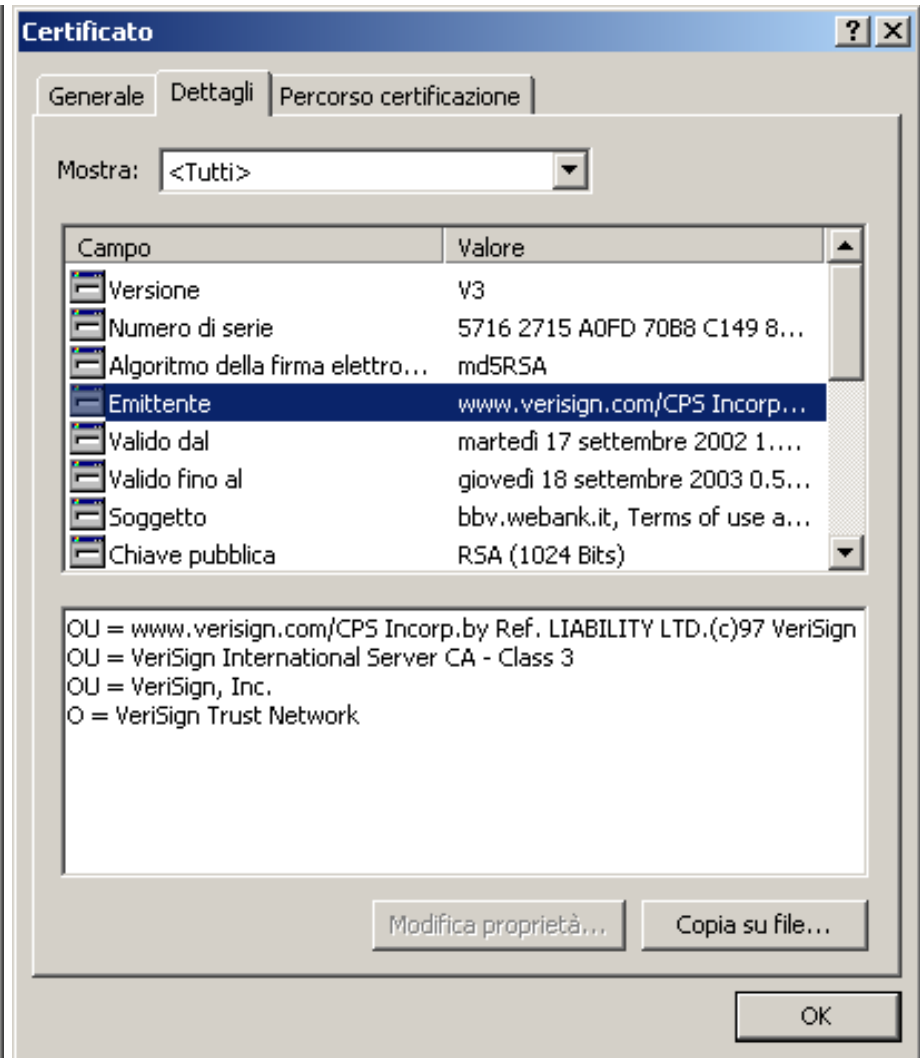 Certificato
Generale Dettagli Percorso certificazione
Mostra: <Tutti>
Campo Valore
Versione V3
Numero di serie 5716 2715 A0FD 70B8 C149 8...
Algoritmo della firma elettro... md5RSA
Emittente www.verisign.com/CPS Incorp...
Valido dal martedì 17 settembre 2002 1....
Valido fino al giovedì 18 settembre 2003 0.5...
Soggetto bbv.webank.it, Terms of use a...
Chiave pubblica RSA (1024 Bits)
OU = www.verisign.com/CPS Incorp.by Ref. LIABILITY LTD.(c)97 VeriSign
OU = VeriSign International Server CA - Class 3
OU = VeriSign, Inc.
O = VeriSign Trust Network
Modifica proprietà... Copia su file...
OK